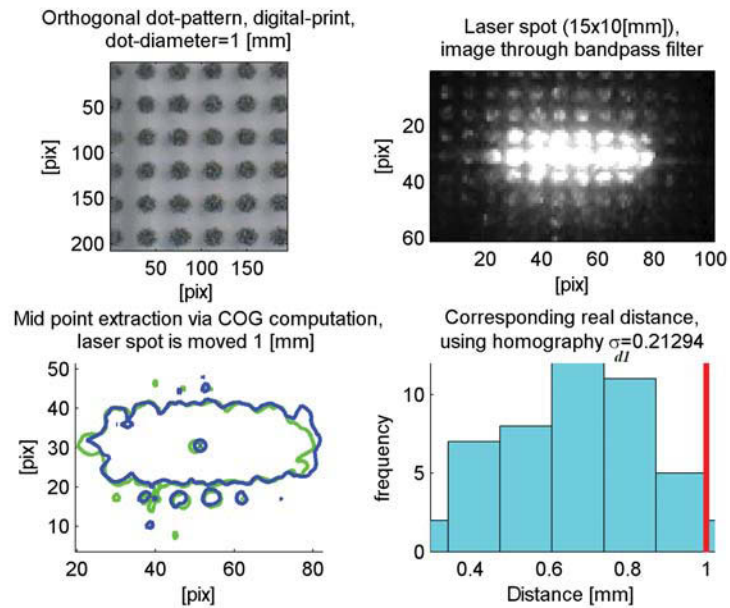 Orthogonal dot-pattern, digital-print,
dot-diameter=1 [mm]
50
100
150
200
[pix]
50 100 150
[pix]
Laser spot (15x10[mm]),
image through bandpass filter
20
40
60
[pix]
20 40 60 80 100
[pix]
Mid point extraction via COG computation,
laser spot is moved 1 [mm]
50
40
30
20
10
[pix]
20 40 60 80
[pix]
Corresponding real distance,
using homography σ=0.21294
d1
10
5
0
frequency
0.4 0.6 0.8 1
Distance [mm]